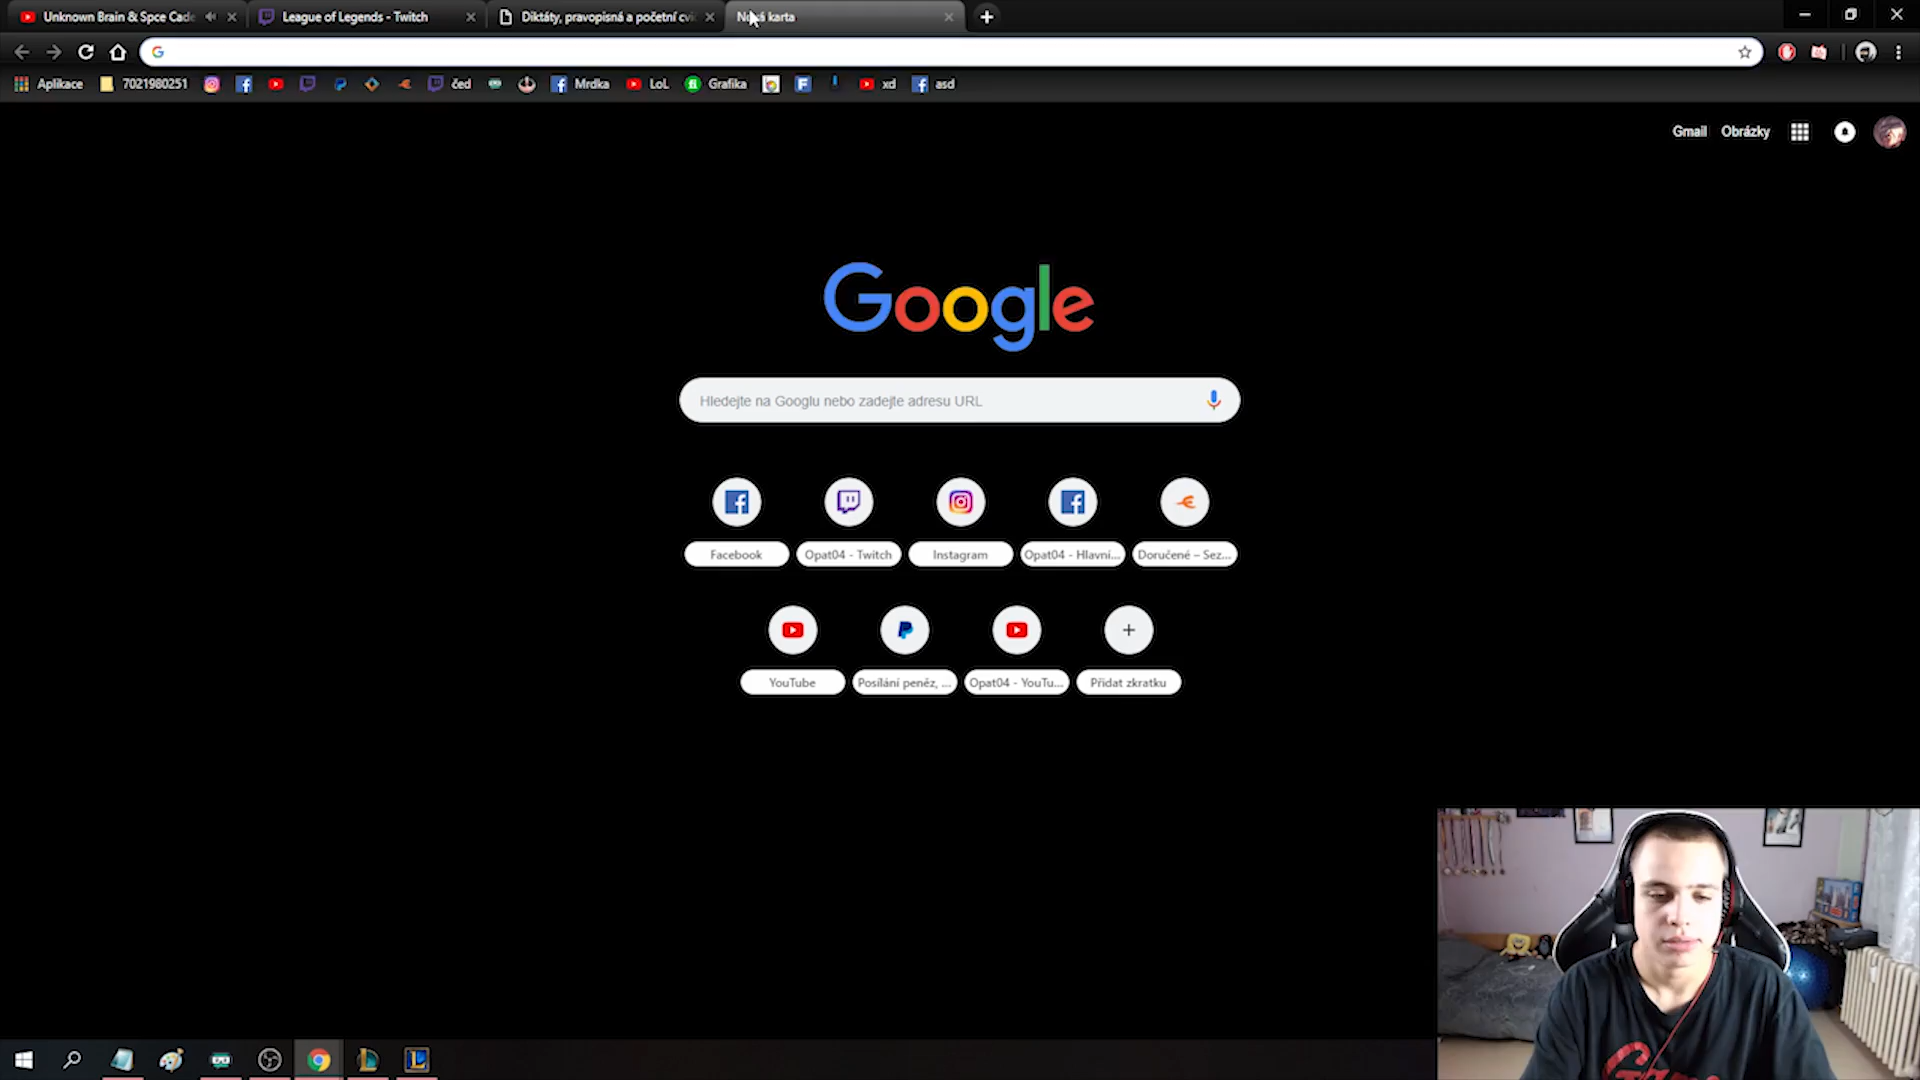 Unknown Brain & Spce Cade
League of Legends - Twitch
Diktáty, pravopisná a početní cvi
Nová karta
Aplikace
7021980251
čed
Mrdka
LoL
Grafika
xd
asd
Gmail
Obrázky
Google
Hledejte na Googlu nebo zadejte adresu URL
Facebook
Opat04 - Twitch
Instagram
Opat04 - Hlavní...
Doručené – Sez...
YouTube
Posílání peněz, ...
Opat04 - YouTu...
Přidat zkratku